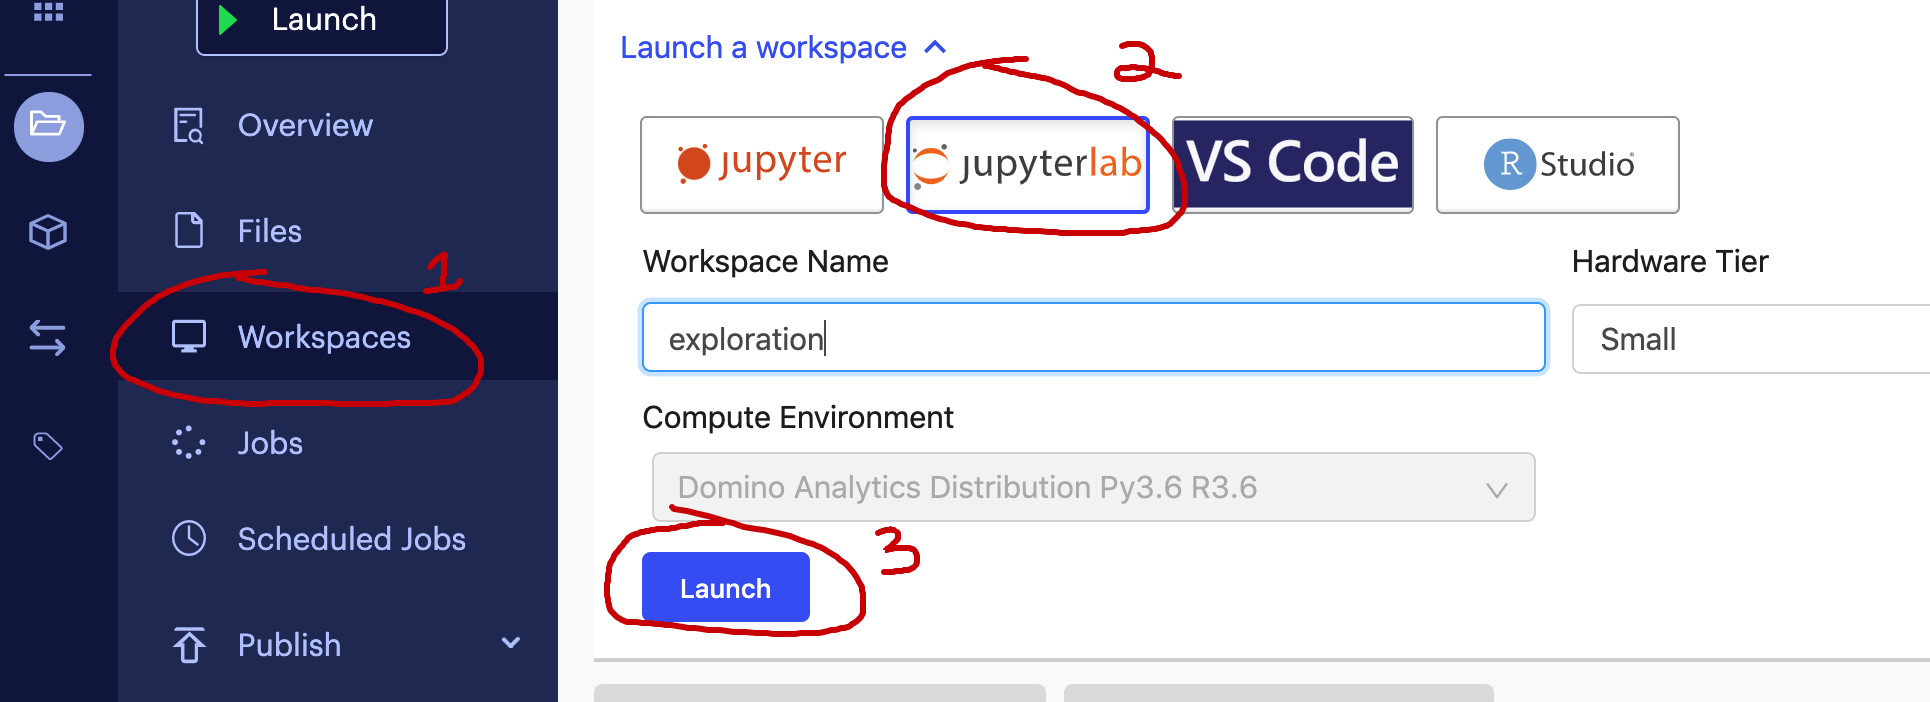 Launch
Overview
Files
1
Workspaces
Jobs
Scheduled Jobs
Publish
Launch a workspace
2
jupyter
jupyterlab
VS Code
R Studio
Workspace Name
Hardware Tier
exploration
Small
Compute Environment
Domino Analytics Distribution Py3.6 R3.6
3
Launch